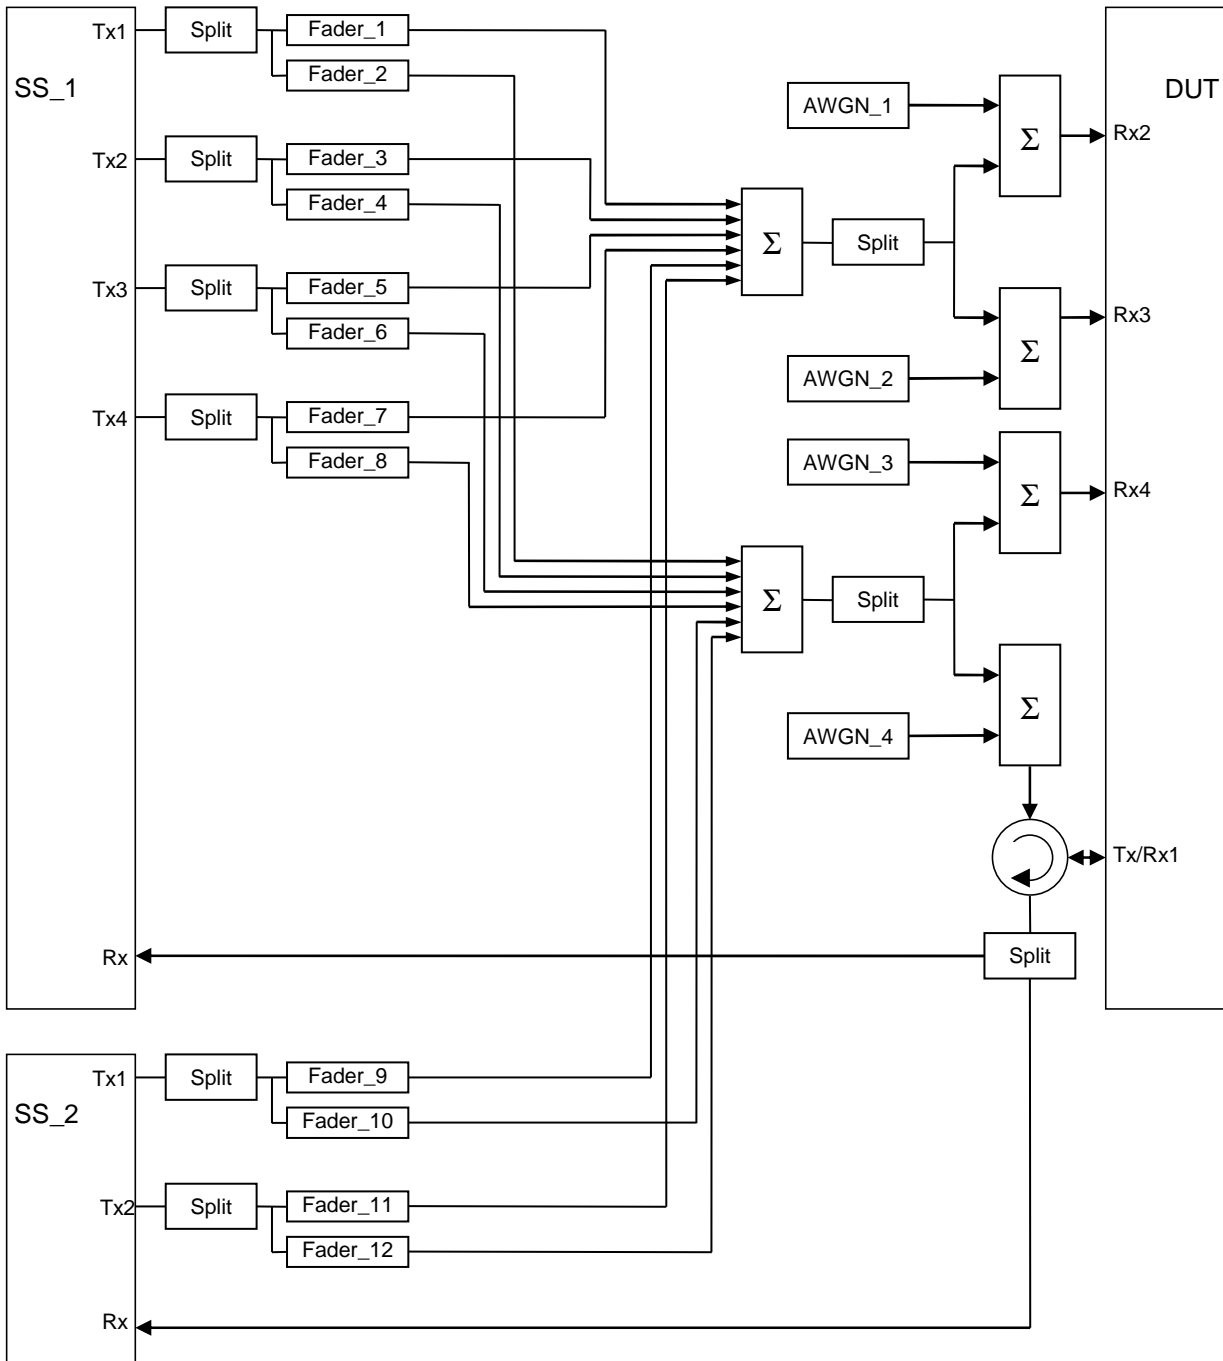 SS_1
Tx1
Split
Fader_1
Fader_2
Tx2
Split
Fader_3
Fader_4
Tx3
Split
Fader_5
Fader_6
Tx4
Split
Fader_7
Fader_8
Rx
AWGN_1
Σ
Σ
Split
Σ
AWGN_2
AWGN_3
Σ
Σ
Split
Σ
AWGN_4
Split
DUT
Rx2
Rx3
Rx4
Tx/Rx1
SS_2
Tx1
Split
Fader_9
Fader_10
Tx2
Split
Fader_11
Fader_12
Rx